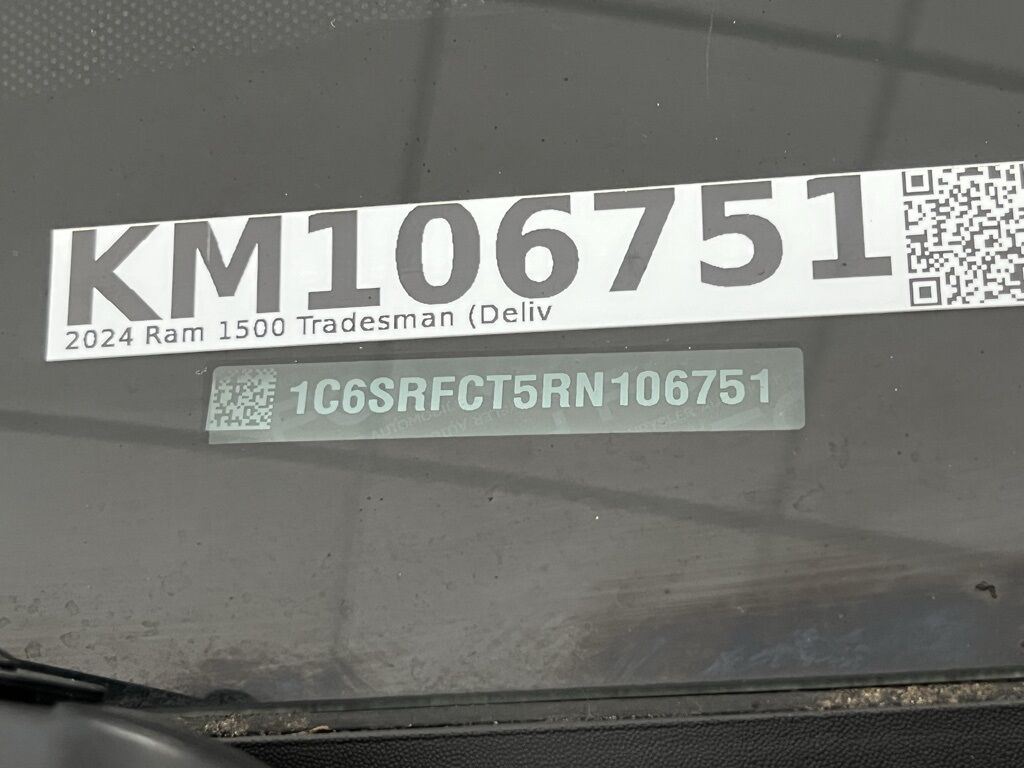 KM106751
2024 Ram 1500 Tradesman (Deliv
1C6SRFCT5RN106751